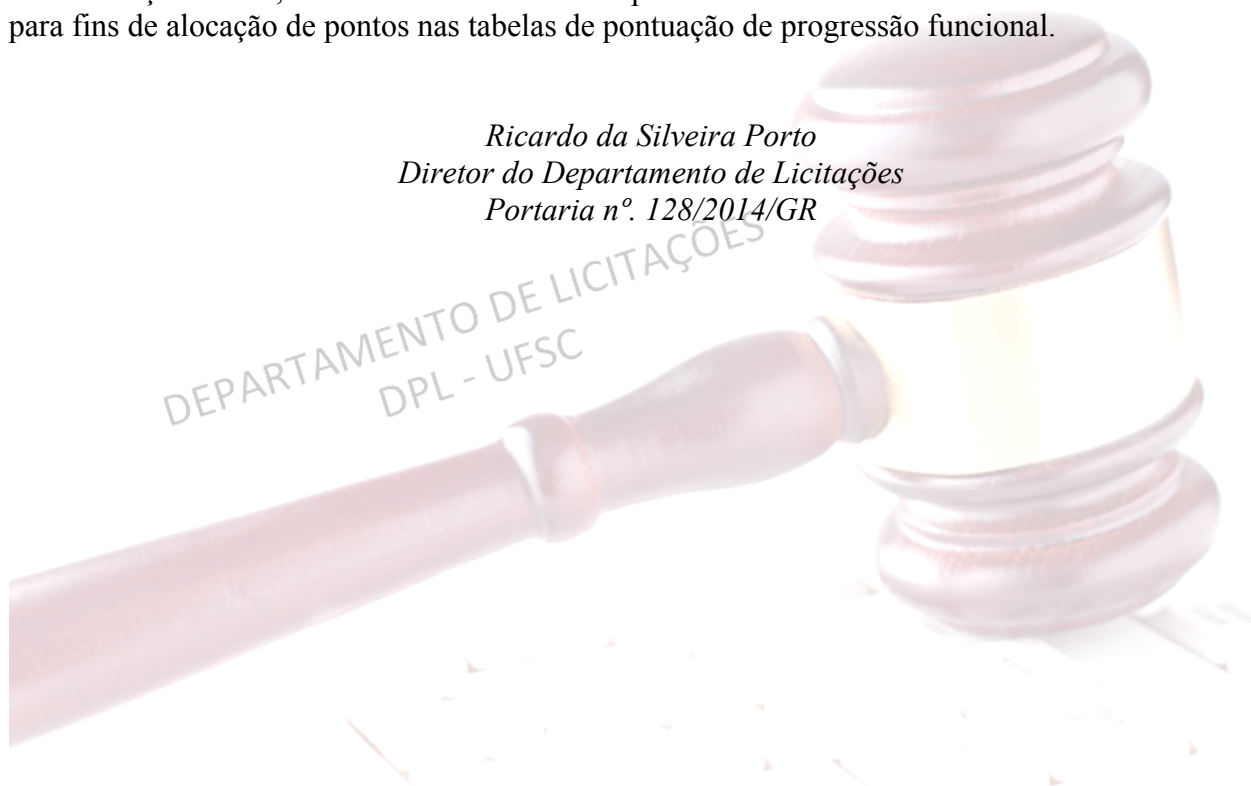 para fins de alocação de pontos nas tabelas de pontuação de progressão funcional.
Ricardo da Silveira Porto
Diretor do Departamento de Licitações
Portaria nº. 128/2014/GR
DEPARTAMENTO DE LICITAÇÕES
DPL - UFSC